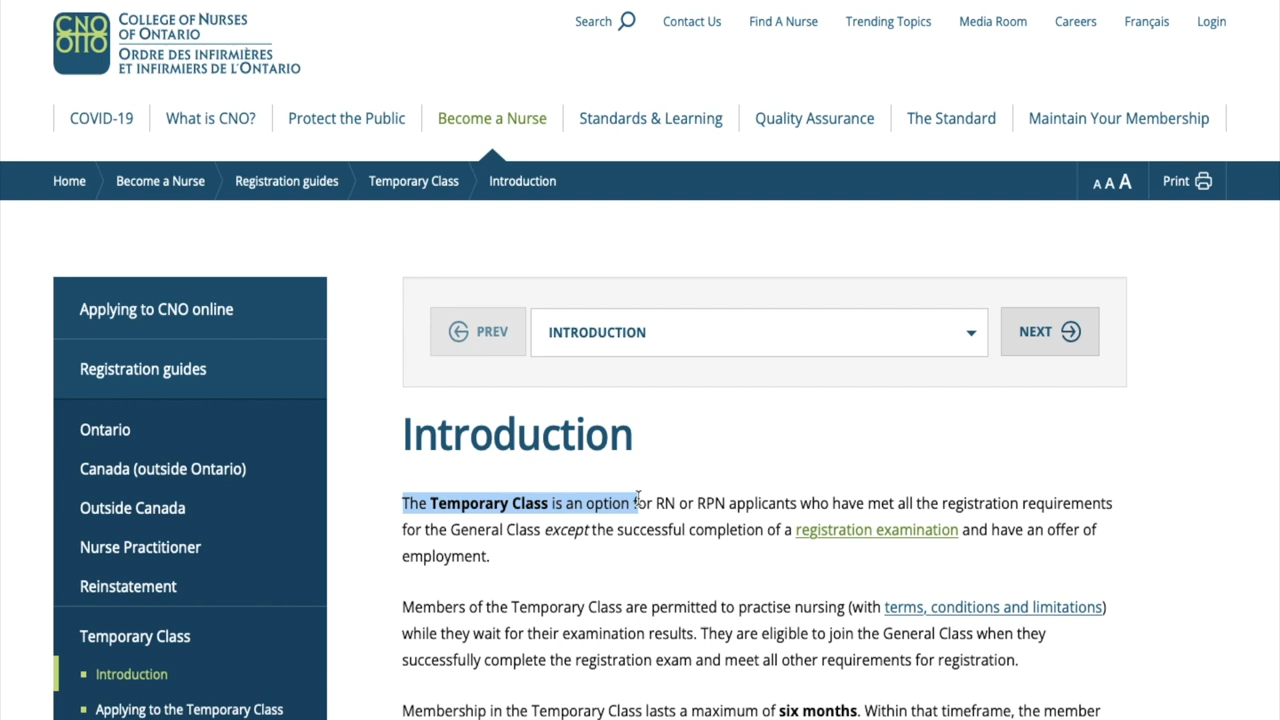 COLLEGE OF NURSES
OF ONTARIO
ORDRE DES INFIRMIÈRES
ET INFIRMIERS DE L'ONTARIO
CNO
OIIO
Search
Contact Us
Find A Nurse
Trending Topics
Media Room
Careers
Français
Login
COVID-19
What is CNO?
Protect the Public
Become a Nurse
Standards & Learning
Quality Assurance
The Standard
Maintain Your Membership
Home
Become a Nurse
Registration guides
Temporary Class
Introduction
A A A
Print
Applying to CNO online
Registration guides
Ontario
Canada (outside Ontario)
Outside Canada
Nurse Practitioner
Reinstatement
Temporary Class
Introduction
Applying to the Temporary Class
PREV
INTRODUCTION
NEXT
Introduction
The Temporary Class is an option for RN or RPN applicants who have met all the registration requirements
for the General Class except the successful completion of a registration examination and have an offer of
employment.
Members of the Temporary Class are permitted to practise nursing (with terms, conditions and limitations)
while they wait for their examination results. They are eligible to join the General Class when they
successfully complete the registration exam and meet all other requirements for registration.
Membership in the Temporary Class lasts a maximum of six months. Within that timeframe, the member